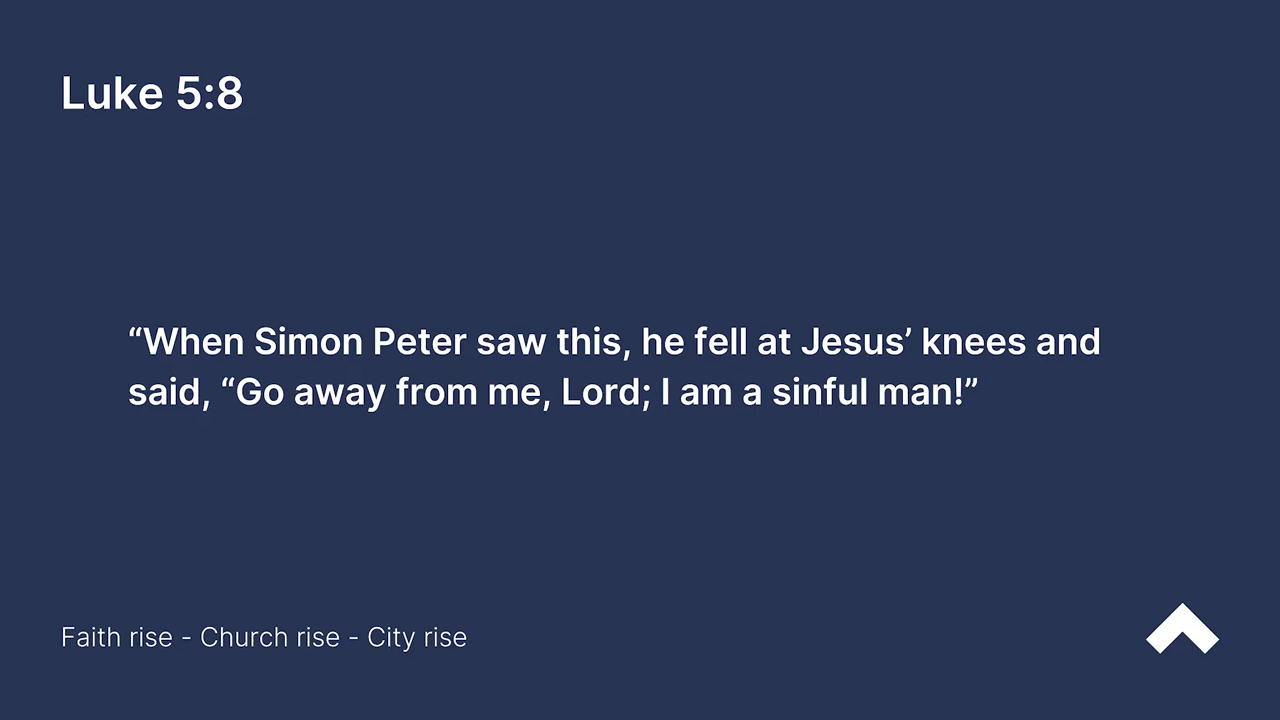 Luke 5:8
“When Simon Peter saw this, he fell at Jesus’ knees and
said, “Go away from me, Lord; I am a sinful man!”
Faith rise - Church rise - City rise